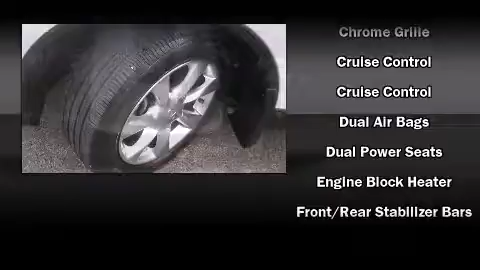 Chrome Grille
Cruise Control
Cruise Control
Dual Air Bags
Dual Power Seats
Engine Block Heater
Front/Rear Stabilizer Bars